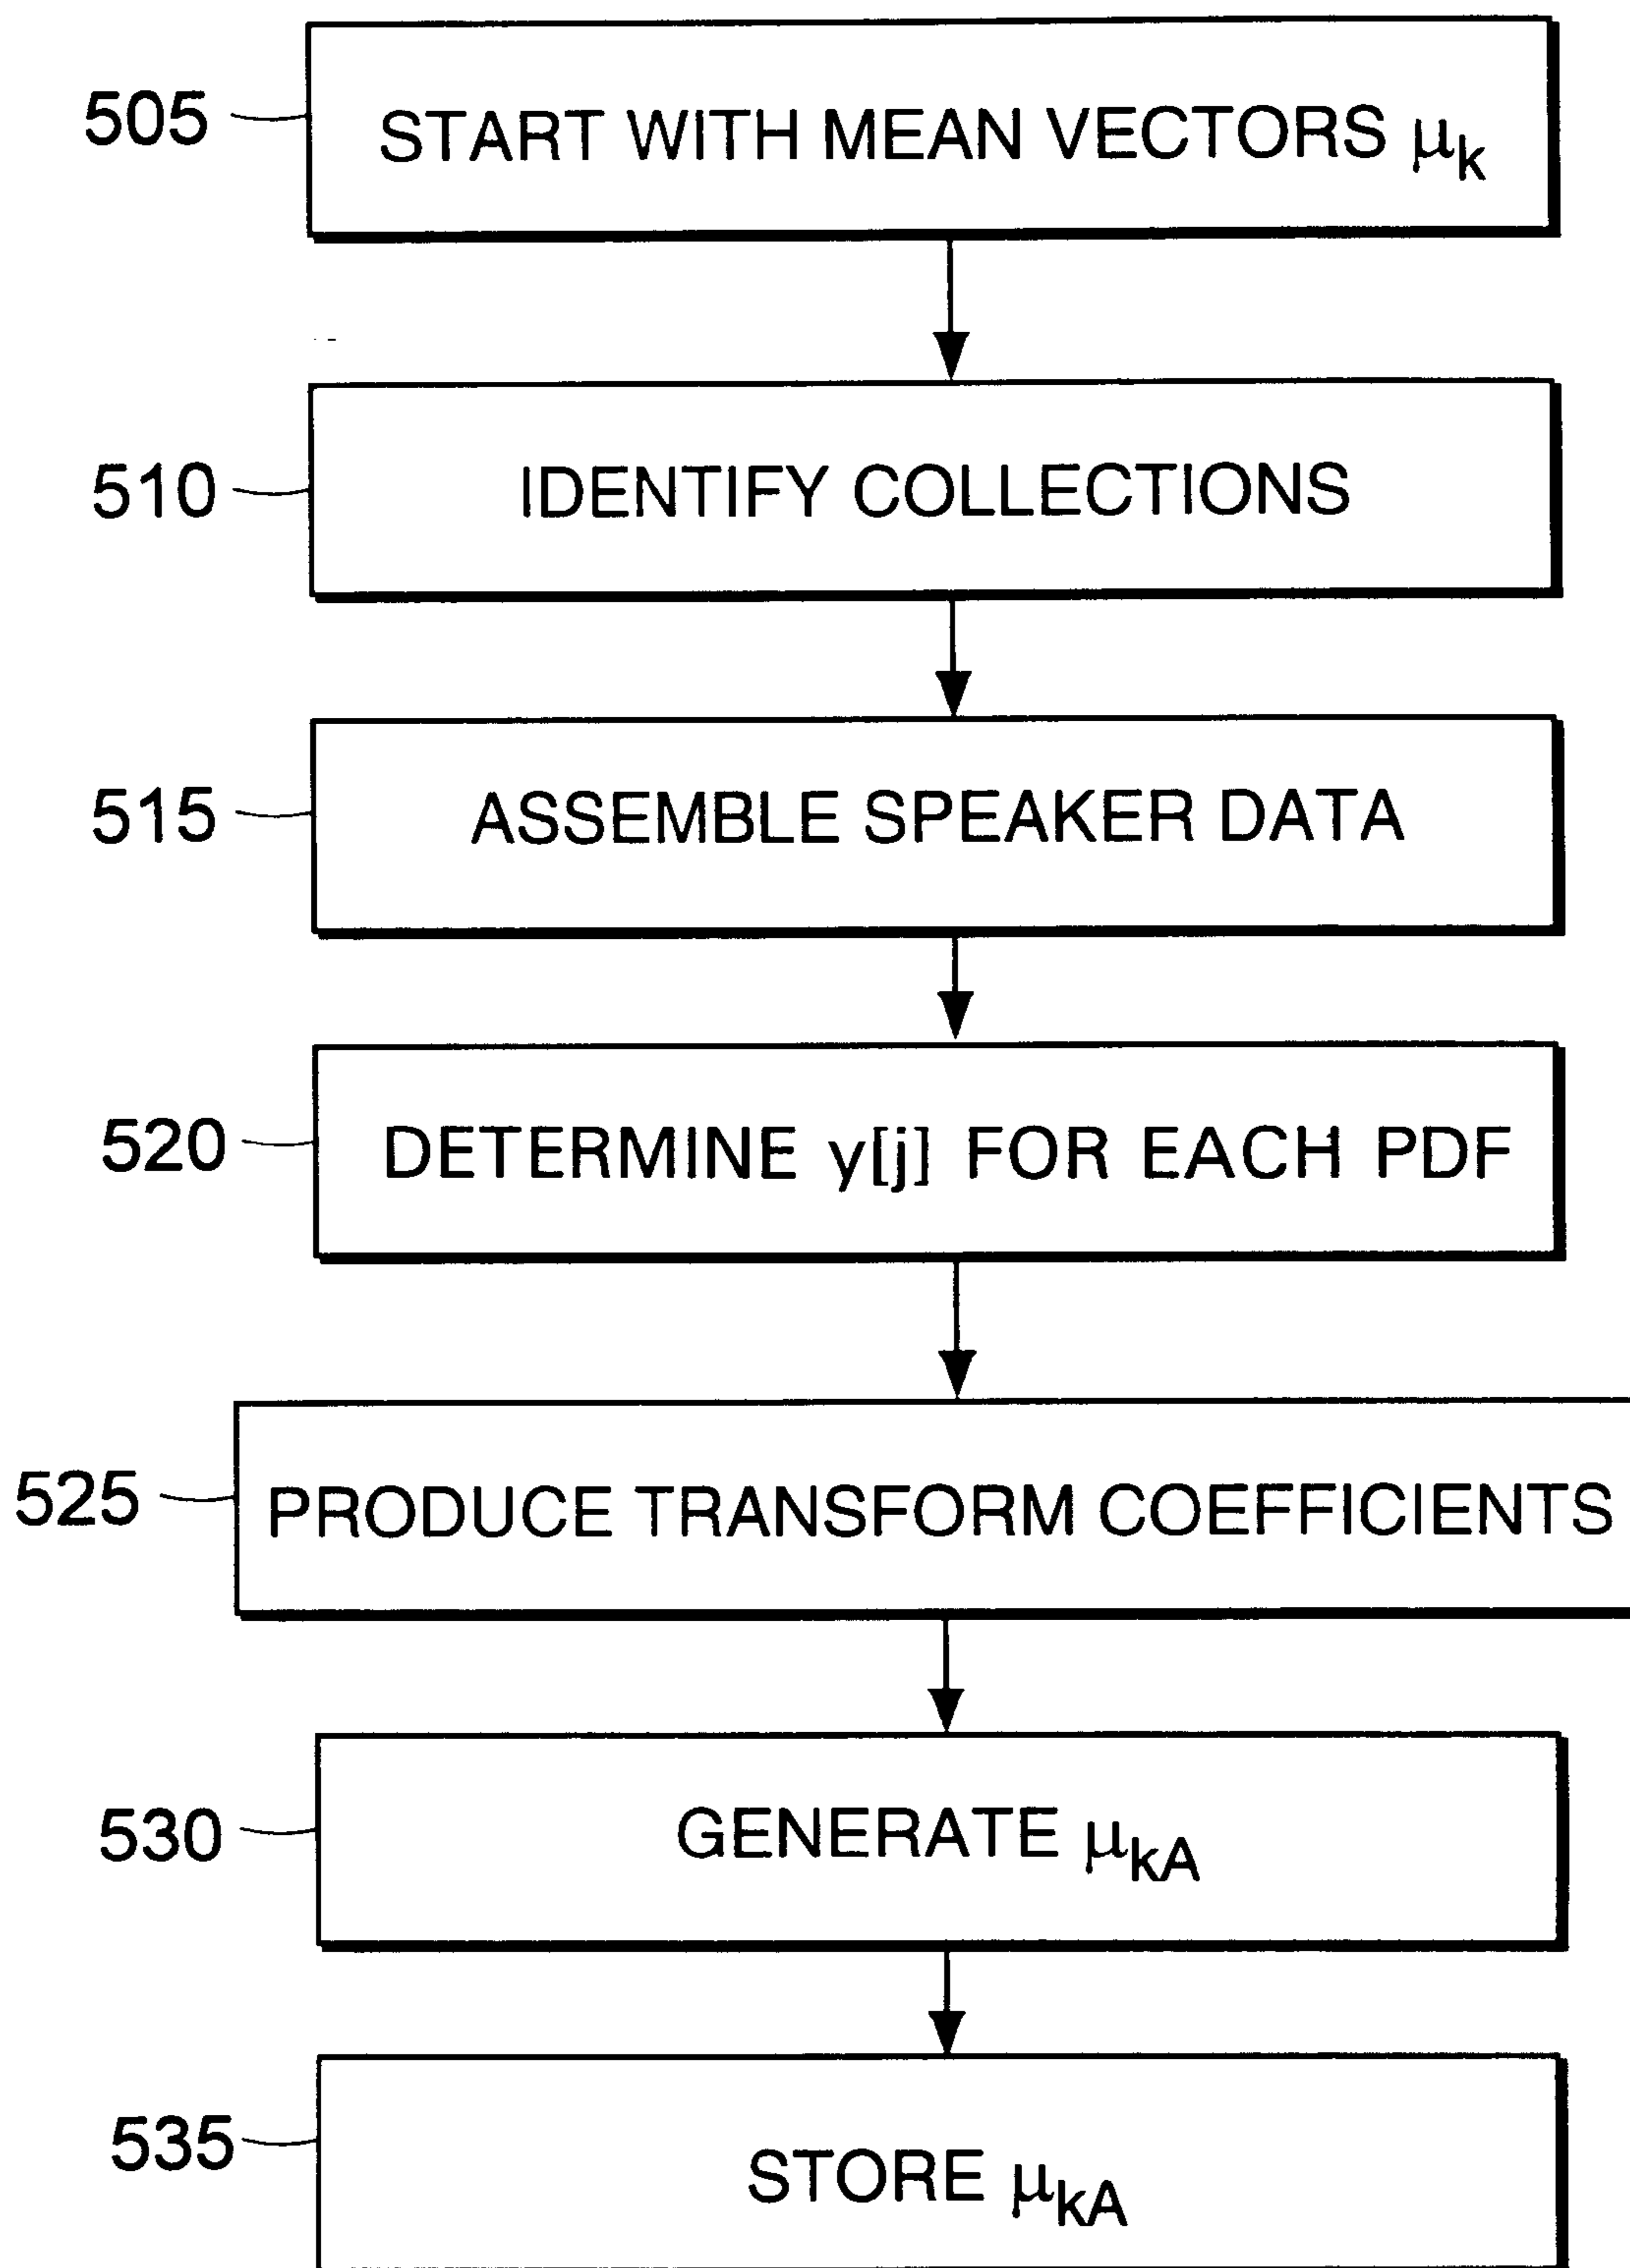 505 START WITH MEAN VECTORS μk
510 IDENTIFY COLLECTIONS
515 ASSEMBLE SPEAKER DATA
520 DETERMINE y[j] FOR EACH PDF
525 PRODUCE TRANSFORM COEFFICIENTS
530 GENERATE μkA
535 STORE μkA